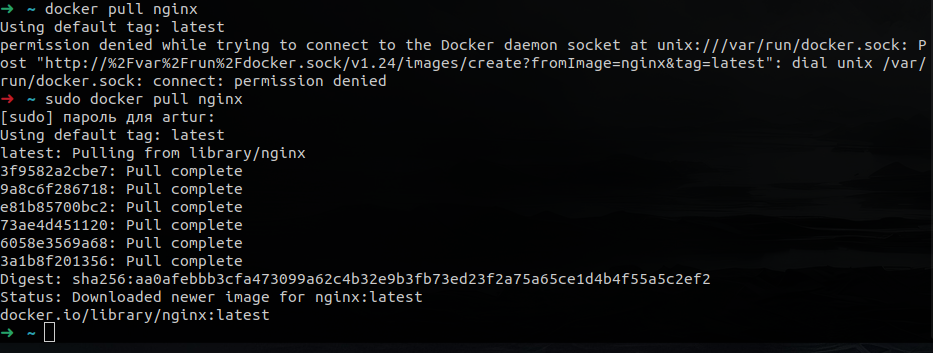 ➜ ~ docker pull nginx
Using default tag: latest
permission denied while trying to connect to the Docker daemon socket at unix:///var/run/docker.sock: P
ost "http://%2Fvar%2Frun%2Fdocker.sock/v1.24/images/create?fromImage=nginx&tag=latest": dial unix /var/
run/docker.sock: connect: permission denied
➜ ~ sudo docker pull nginx
[sudo] пароль для artur:
Using default tag: latest
latest: Pulling from library/nginx
3f9582a2cbe7: Pull complete
9a8c6f286718: Pull complete
e81b85700bc2: Pull complete
73ae4d451120: Pull complete
6058e3569a68: Pull complete
3a1b8f201356: Pull complete
Digest: sha256:aa0afebbb3cfa473099a62c4b32e9b3fb73ed23f2a75a65ce1d4b4f55a5c2ef2
Status: Downloaded newer image for nginx:latest
docker.io/library/nginx:latest
➜ ~